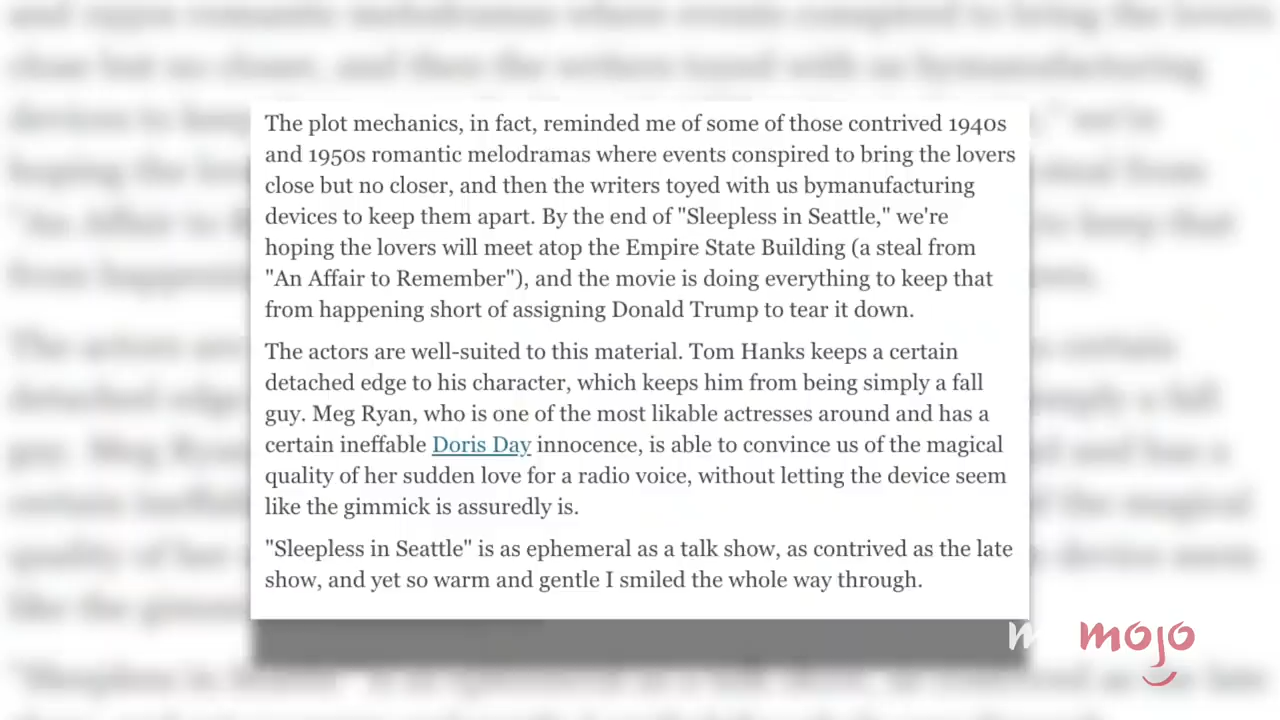 The plot mechanics, in fact, reminded me of some of those contrived 1940s
and 1950s romantic melodramas where events conspired to bring the lovers
close but no closer, and then the writers toyed with us bymanufacturing
devices to keep them apart. By the end of "Sleepless in Seattle," we're
hoping the lovers will meet atop the Empire State Building (a steal from
"An Affair to Remember"), and the movie is doing everything to keep that
from happening short of assigning Donald Trump to tear it down.
The actors are well-suited to this material. Tom Hanks keeps a certain
detached edge to his character, which keeps him from being simply a fall
guy. Meg Ryan, who is one of the most likable actresses around and has a
certain ineffable Doris Day innocence, is able to convince us of the magical
quality of her sudden love for a radio voice, without letting the device seem
like the gimmick is assuredly is.
"Sleepless in Seattle" is as ephemeral as a talk show, as contrived as the late
show, and yet so warm and gentle I smiled the whole way through.
mojo